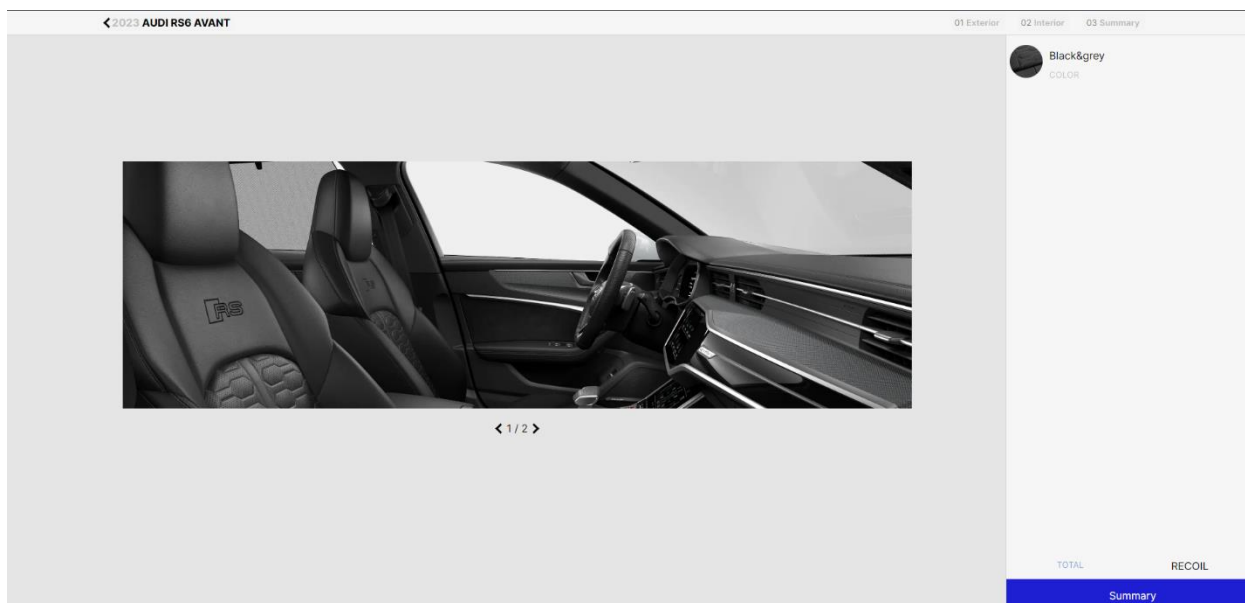 2023 AUDI RS6 AVANT
01 Exterior 02 Interior 03 Summary
Black&grey
COLOR
RS
1 / 2
TOTAL RECOIL
Summary